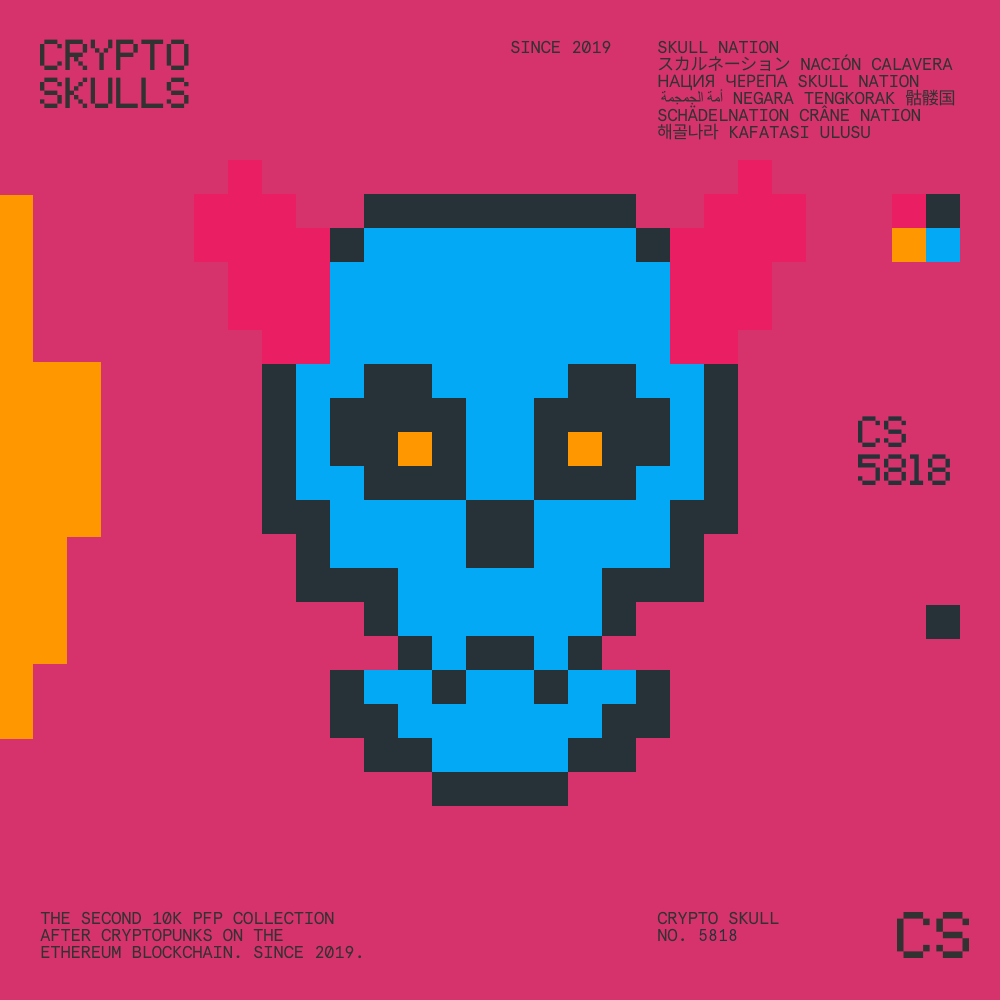 CRYPTO
SKULLS
SINCE 2019
SKULL NATION
スカルネーション NACIÓN CALAVERA
НАЦИЯ ЧЕРЕПА SKULL NATION
أمة الجمجمة NEGARA TENGKORAK 骷髅国
SCHÄDELNATION CRÂNE NATION
해골나라 KAFATASI ULUSU
CS
5818
THE SECOND 10K PFP COLLECTION
AFTER CRYPTOPUNKS ON THE
ETHEREUM BLOCKCHAIN. SINCE 2019.
CRYPTO SKULL
NO. 5818
CS